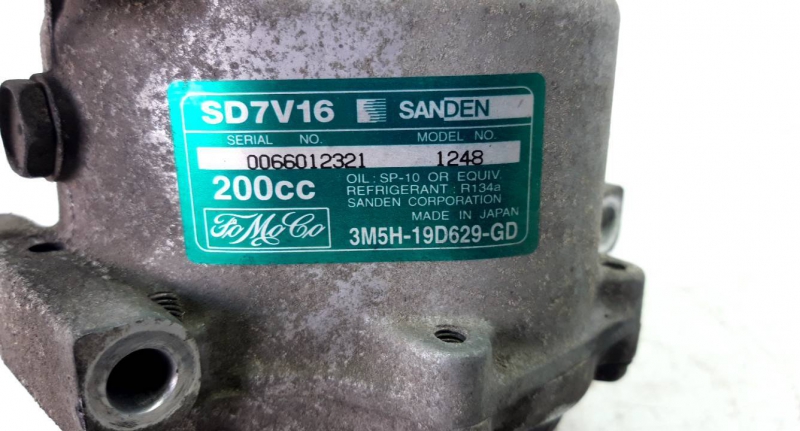 SD7V16 SANDEN
SERIAL NO. MODEL NO.
0066012321 1248
200cc OIL : SP-10 OR EQUIV.
REFRIGERANT : R134a
SANDEN CORPORATION
MADE IN JAPAN
FoMoCo 3M5H-19D629-GD